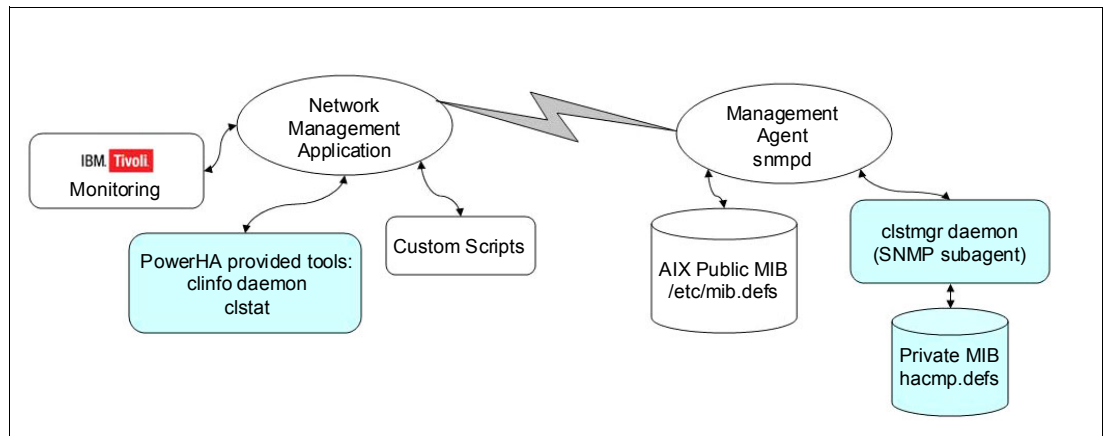 Network
Management
Application
Management
Agent
snmpd
IBM. Tivoli.
Monitoring
PowerHA provided tools:
clinfo daemon
clstat
Custom Scripts
AIX Public MIB
/etc/mib.defs
clstmgr daemon
(SNMP subagent)
Private MIB
hacmp.defs